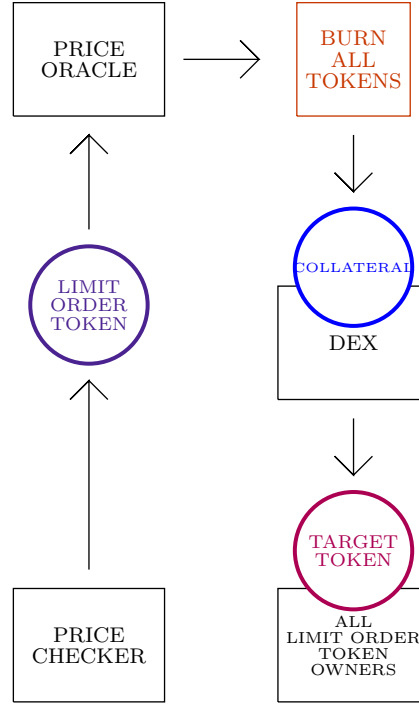 PRICE
ORACLE
BURN
ALL
TOKENS
LIMIT
ORDER
TOKEN
COLLATERAL
DEX
TARGET
TOKEN
PRICE
CHECKER
ALL
LIMIT ORDER
TOKEN
OWNERS